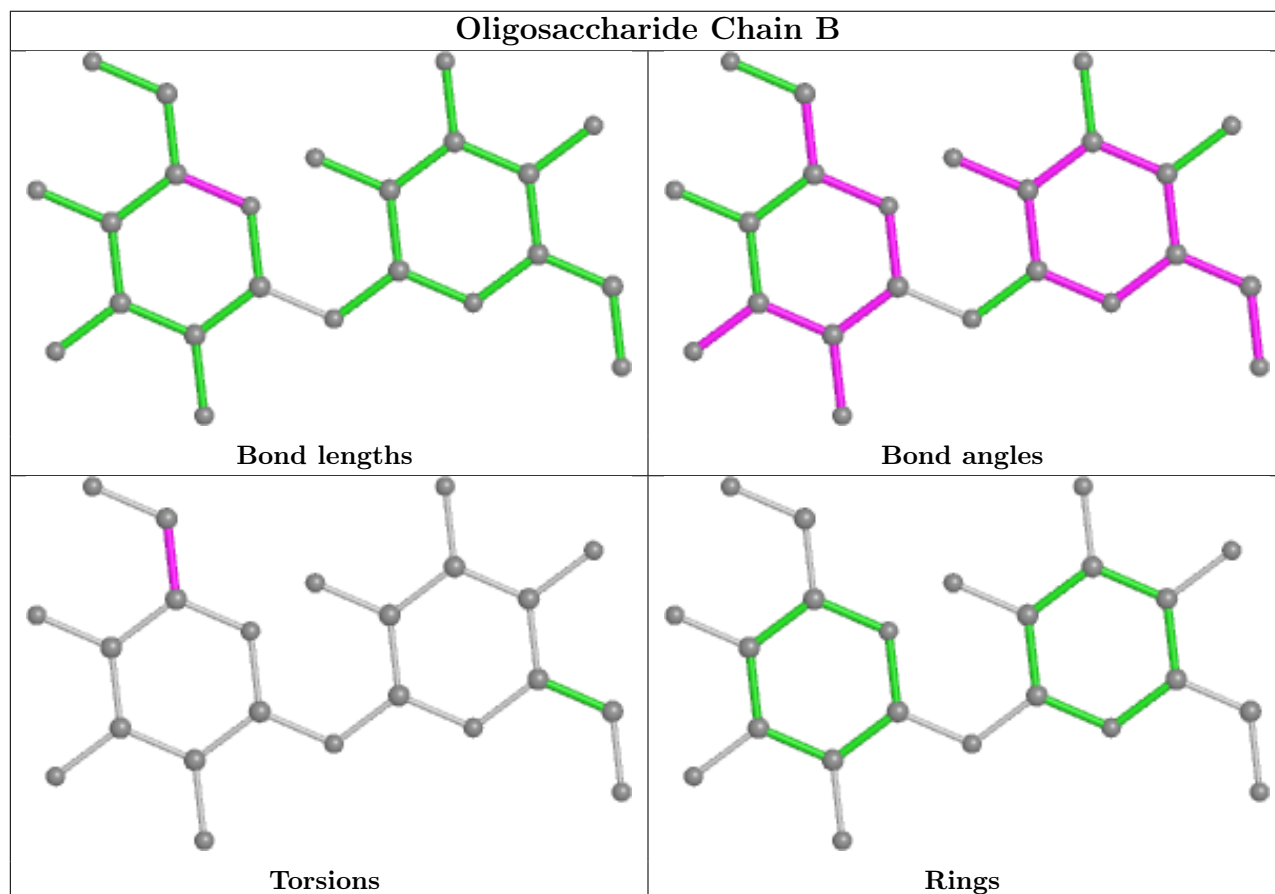 Oligosaccharide Chain B
Bond lengths
Bond angles
Torsions
Rings